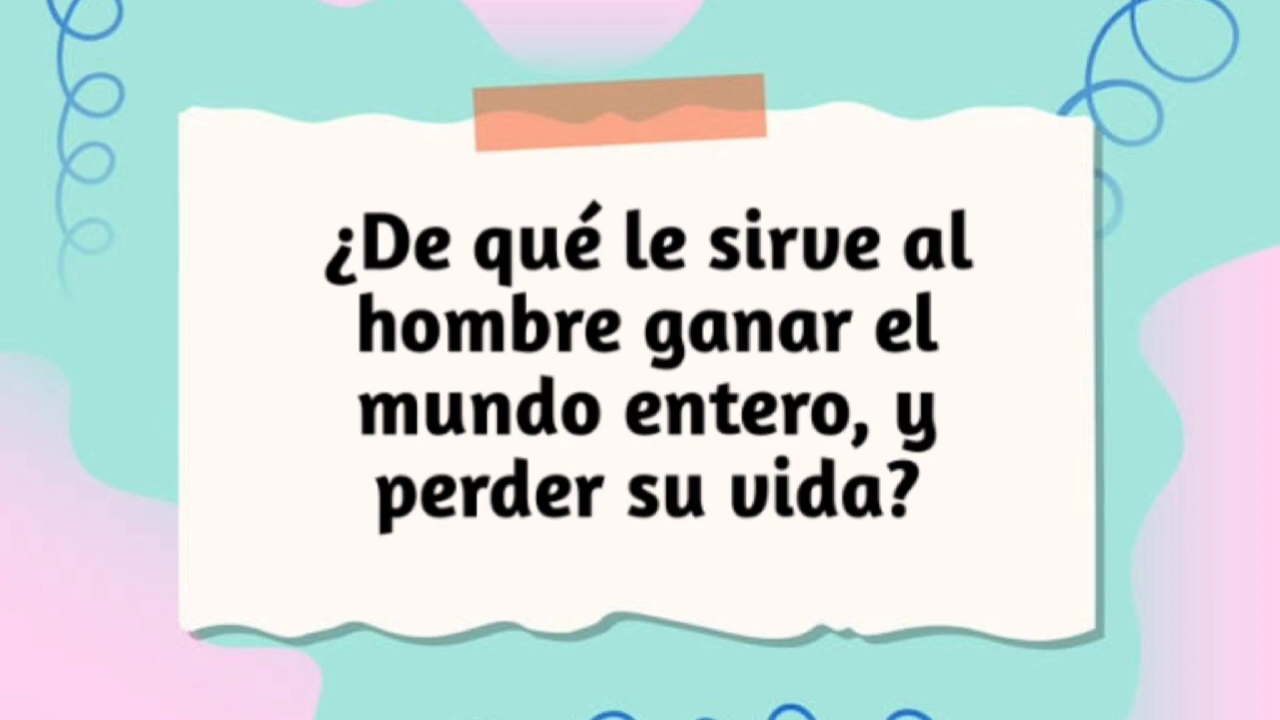 ¿De qué le sirve al
hombre ganar el
mundo entero, y
perder su vida?